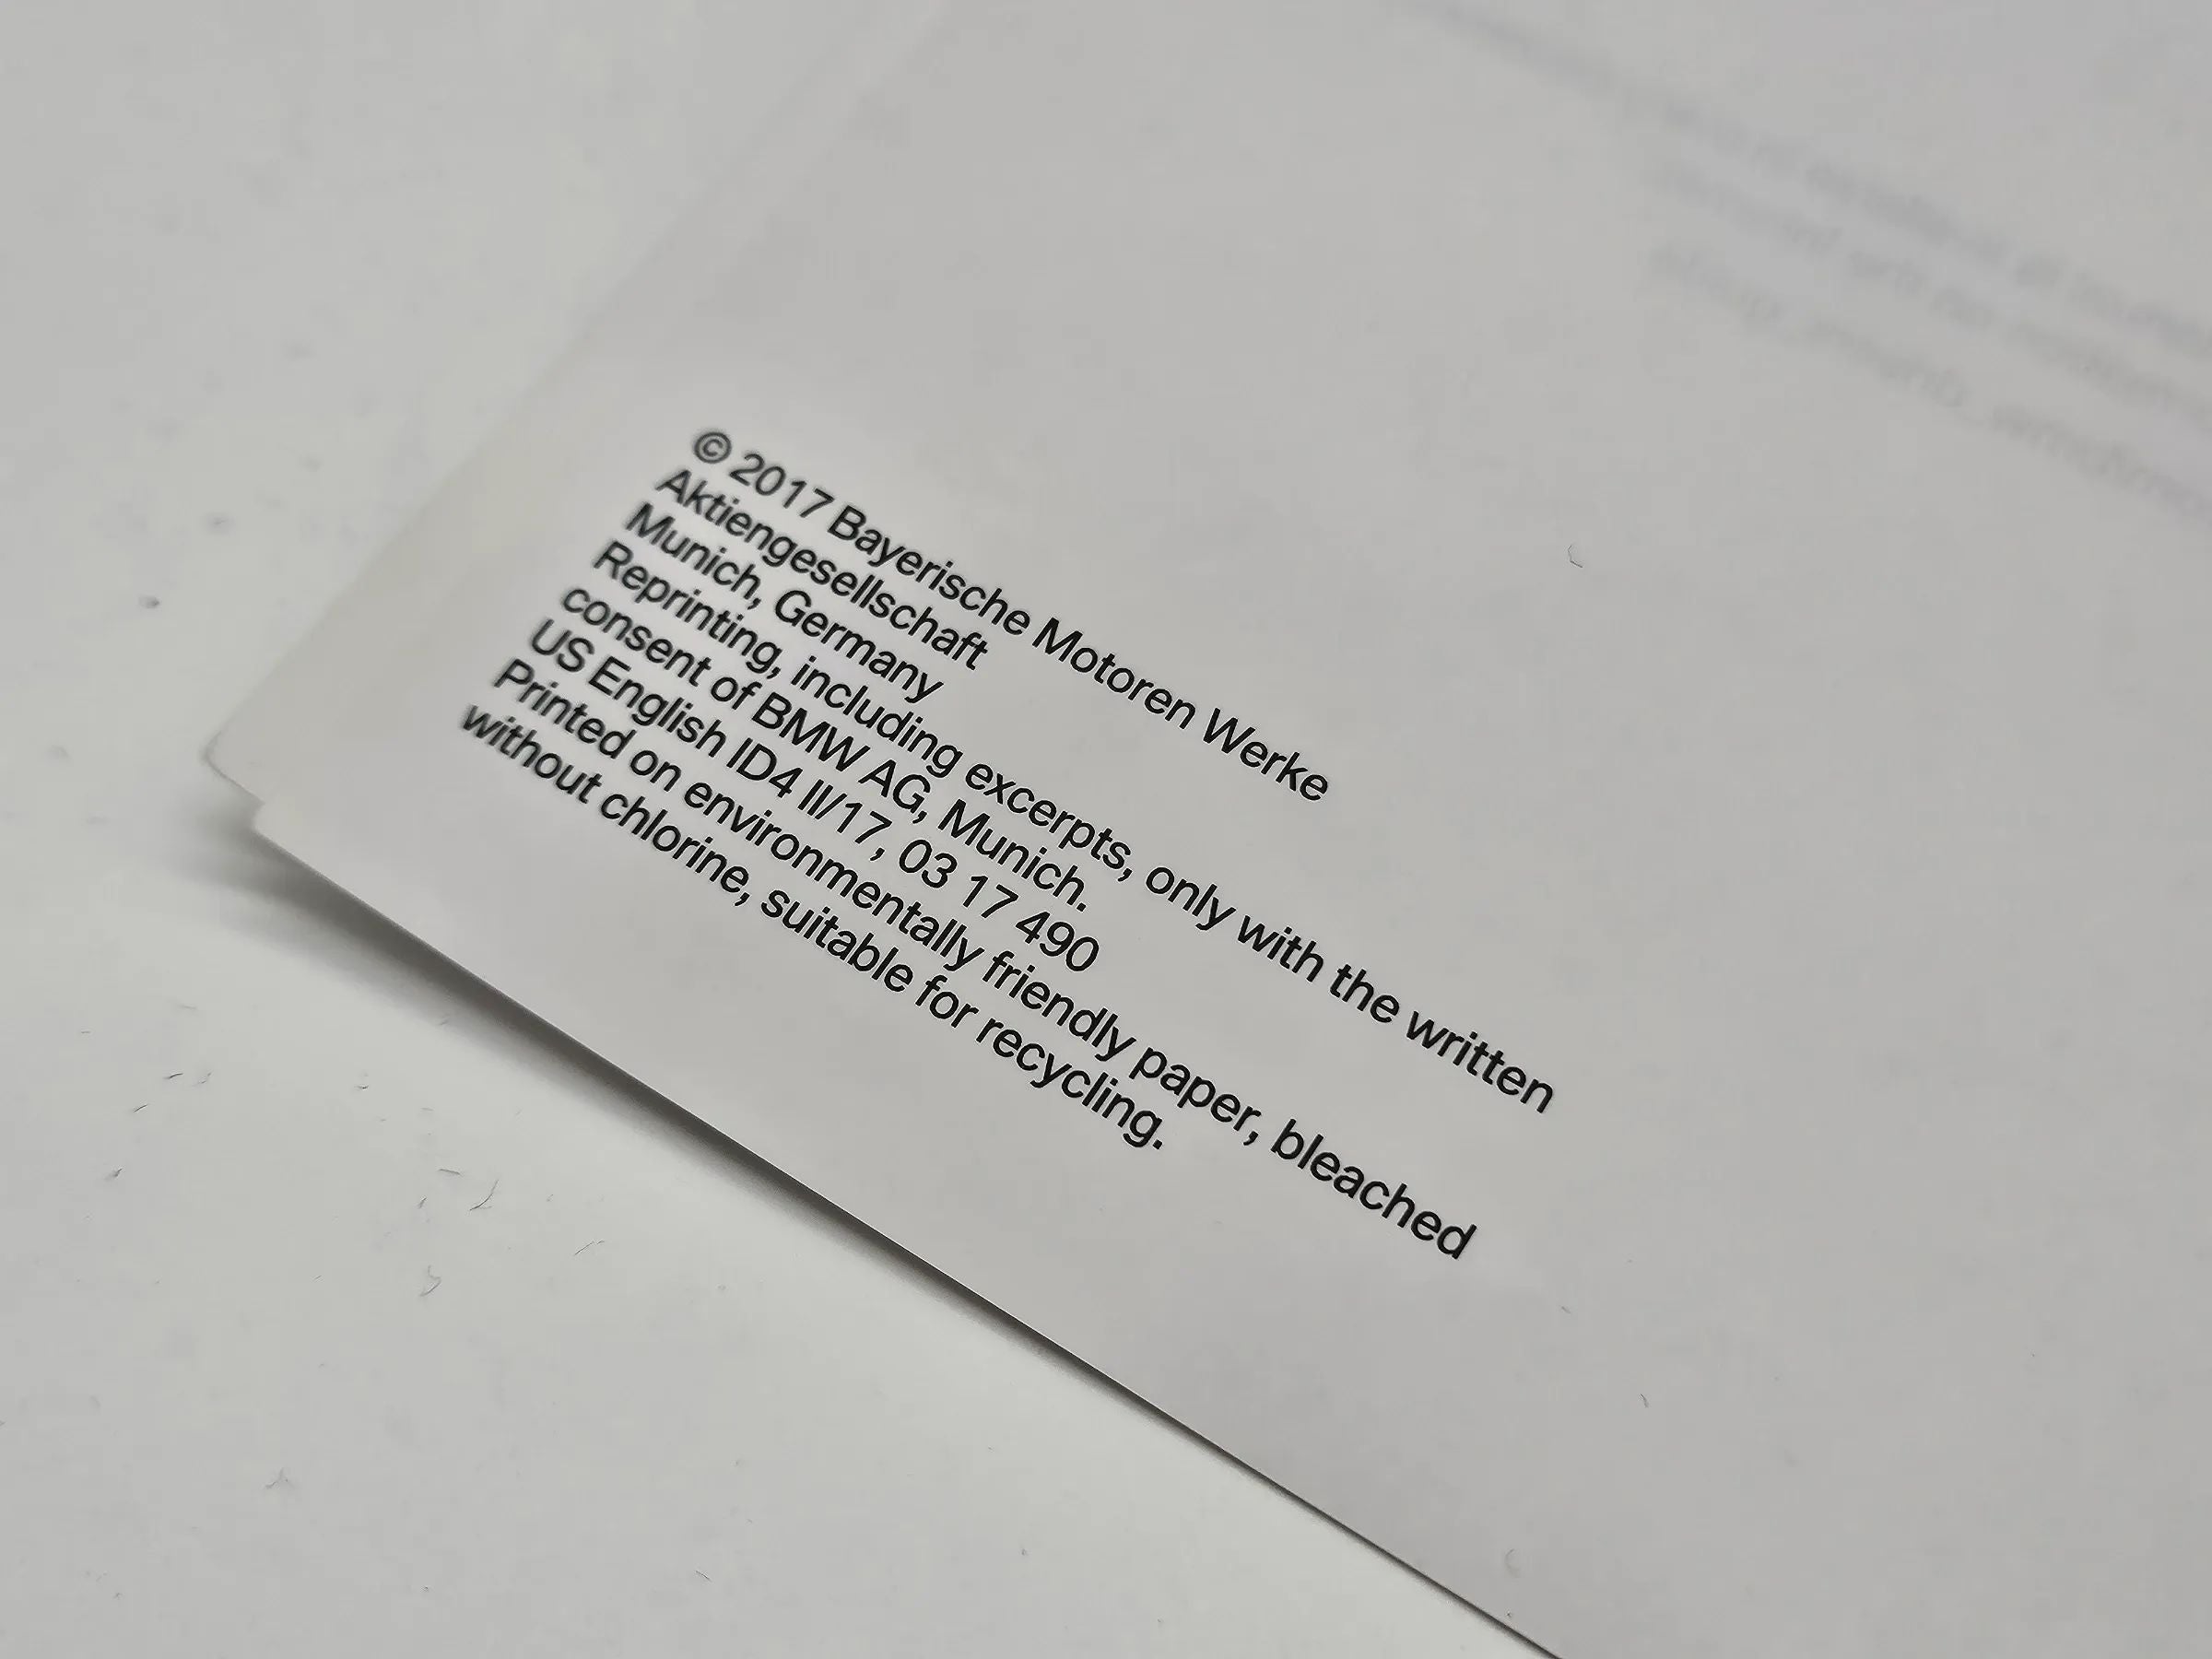 © 2017 Bayerische Motoren Werke
Aktiengesellschaft
Munich, Germany
Reprinting, including excerpts, only with the written
consent of BMW AG, Munich.
US English ID4 II/17, 03 17 490
Printed on environmentally friendly paper, bleached
without chlorine, suitable for recycling.